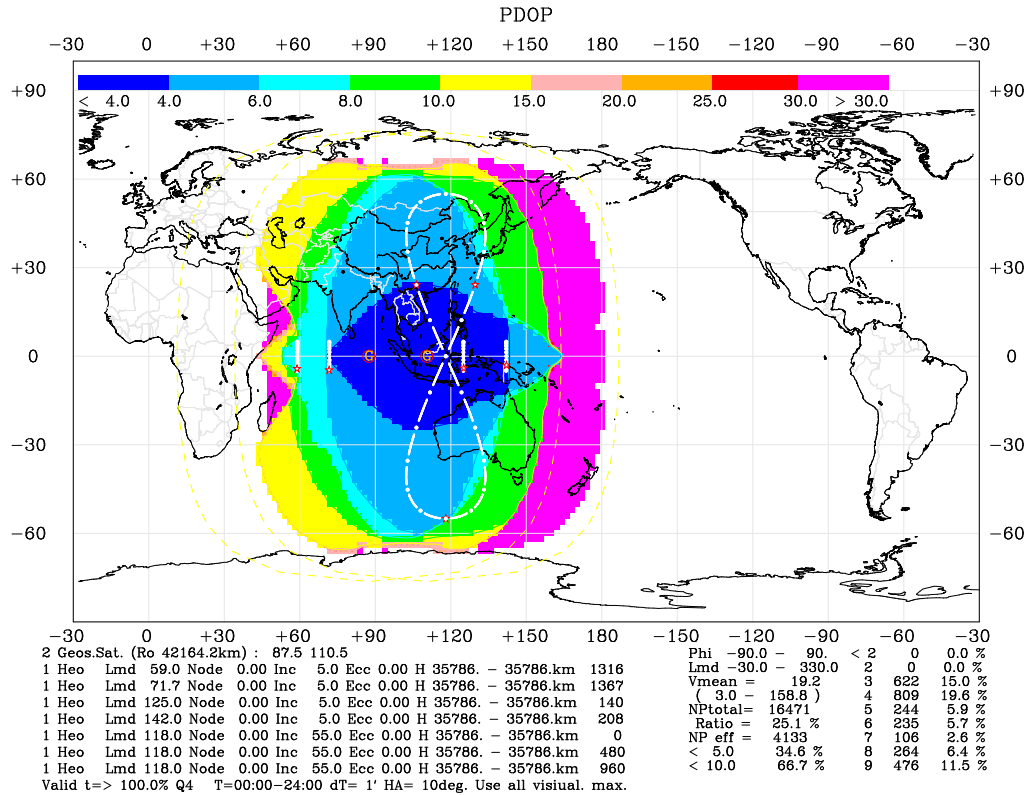 PDOP
−30 0 +30 +60 +90 +120 +150 180 −150 −120 −90 −60 −30
+90 +90
< 4.0 4.0 6.0 8.0 10.0 15.0 20.0 25.0 30.0 > 30.0
+60 +60
+30 +30
0 G G 0
−30 −30
−60 −60
−30 0 +30 +60 +90 +120 +150 180 −150 −120 −90 −60 −30
2 Geos.Sat. (Ro 42164.2km) : 87.5 110.5
1 Heo Lmd 59.0 Node 0.00 Inc 5.0 Ecc 0.00 H 35786. − 35786.km 1316
1 Heo Lmd 71.7 Node 0.00 Inc 5.0 Ecc 0.00 H 35786. − 35786.km 1367
1 Heo Lmd 125.0 Node 0.00 Inc 5.0 Ecc 0.00 H 35786. − 35786.km 140
1 Heo Lmd 142.0 Node 0.00 Inc 5.0 Ecc 0.00 H 35786. − 35786.km 208
1 Heo Lmd 118.0 Node 0.00 Inc 55.0 Ecc 0.00 H 35786. − 35786.km 0
1 Heo Lmd 118.0 Node 0.00 Inc 55.0 Ecc 0.00 H 35786. − 35786.km 480
1 Heo Lmd 118.0 Node 0.00 Inc 55.0 Ecc 0.00 H 35786. − 35786.km 960
Valid t=> 100.0% Q4 T=00:00−24:00 dT= 1' HA= 10deg. Use all visiual. max.
Phi −90.0 − 90. < 2 0 0.0 %
Lmd −30.0 − 330.0 2 0 0.0 %
Vmean = 19.2 3 622 15.0 %
( 3.0 − 158.8 ) 4 809 19.6 %
NPtotal= 16471 5 244 5.9 %
Ratio = 25.1 % 6 235 5.7 %
NP eff = 4133 7 106 2.6 %
< 5.0 34.6 % 8 264 6.4 %
< 10.0 66.7 % 9 476 11.5 %